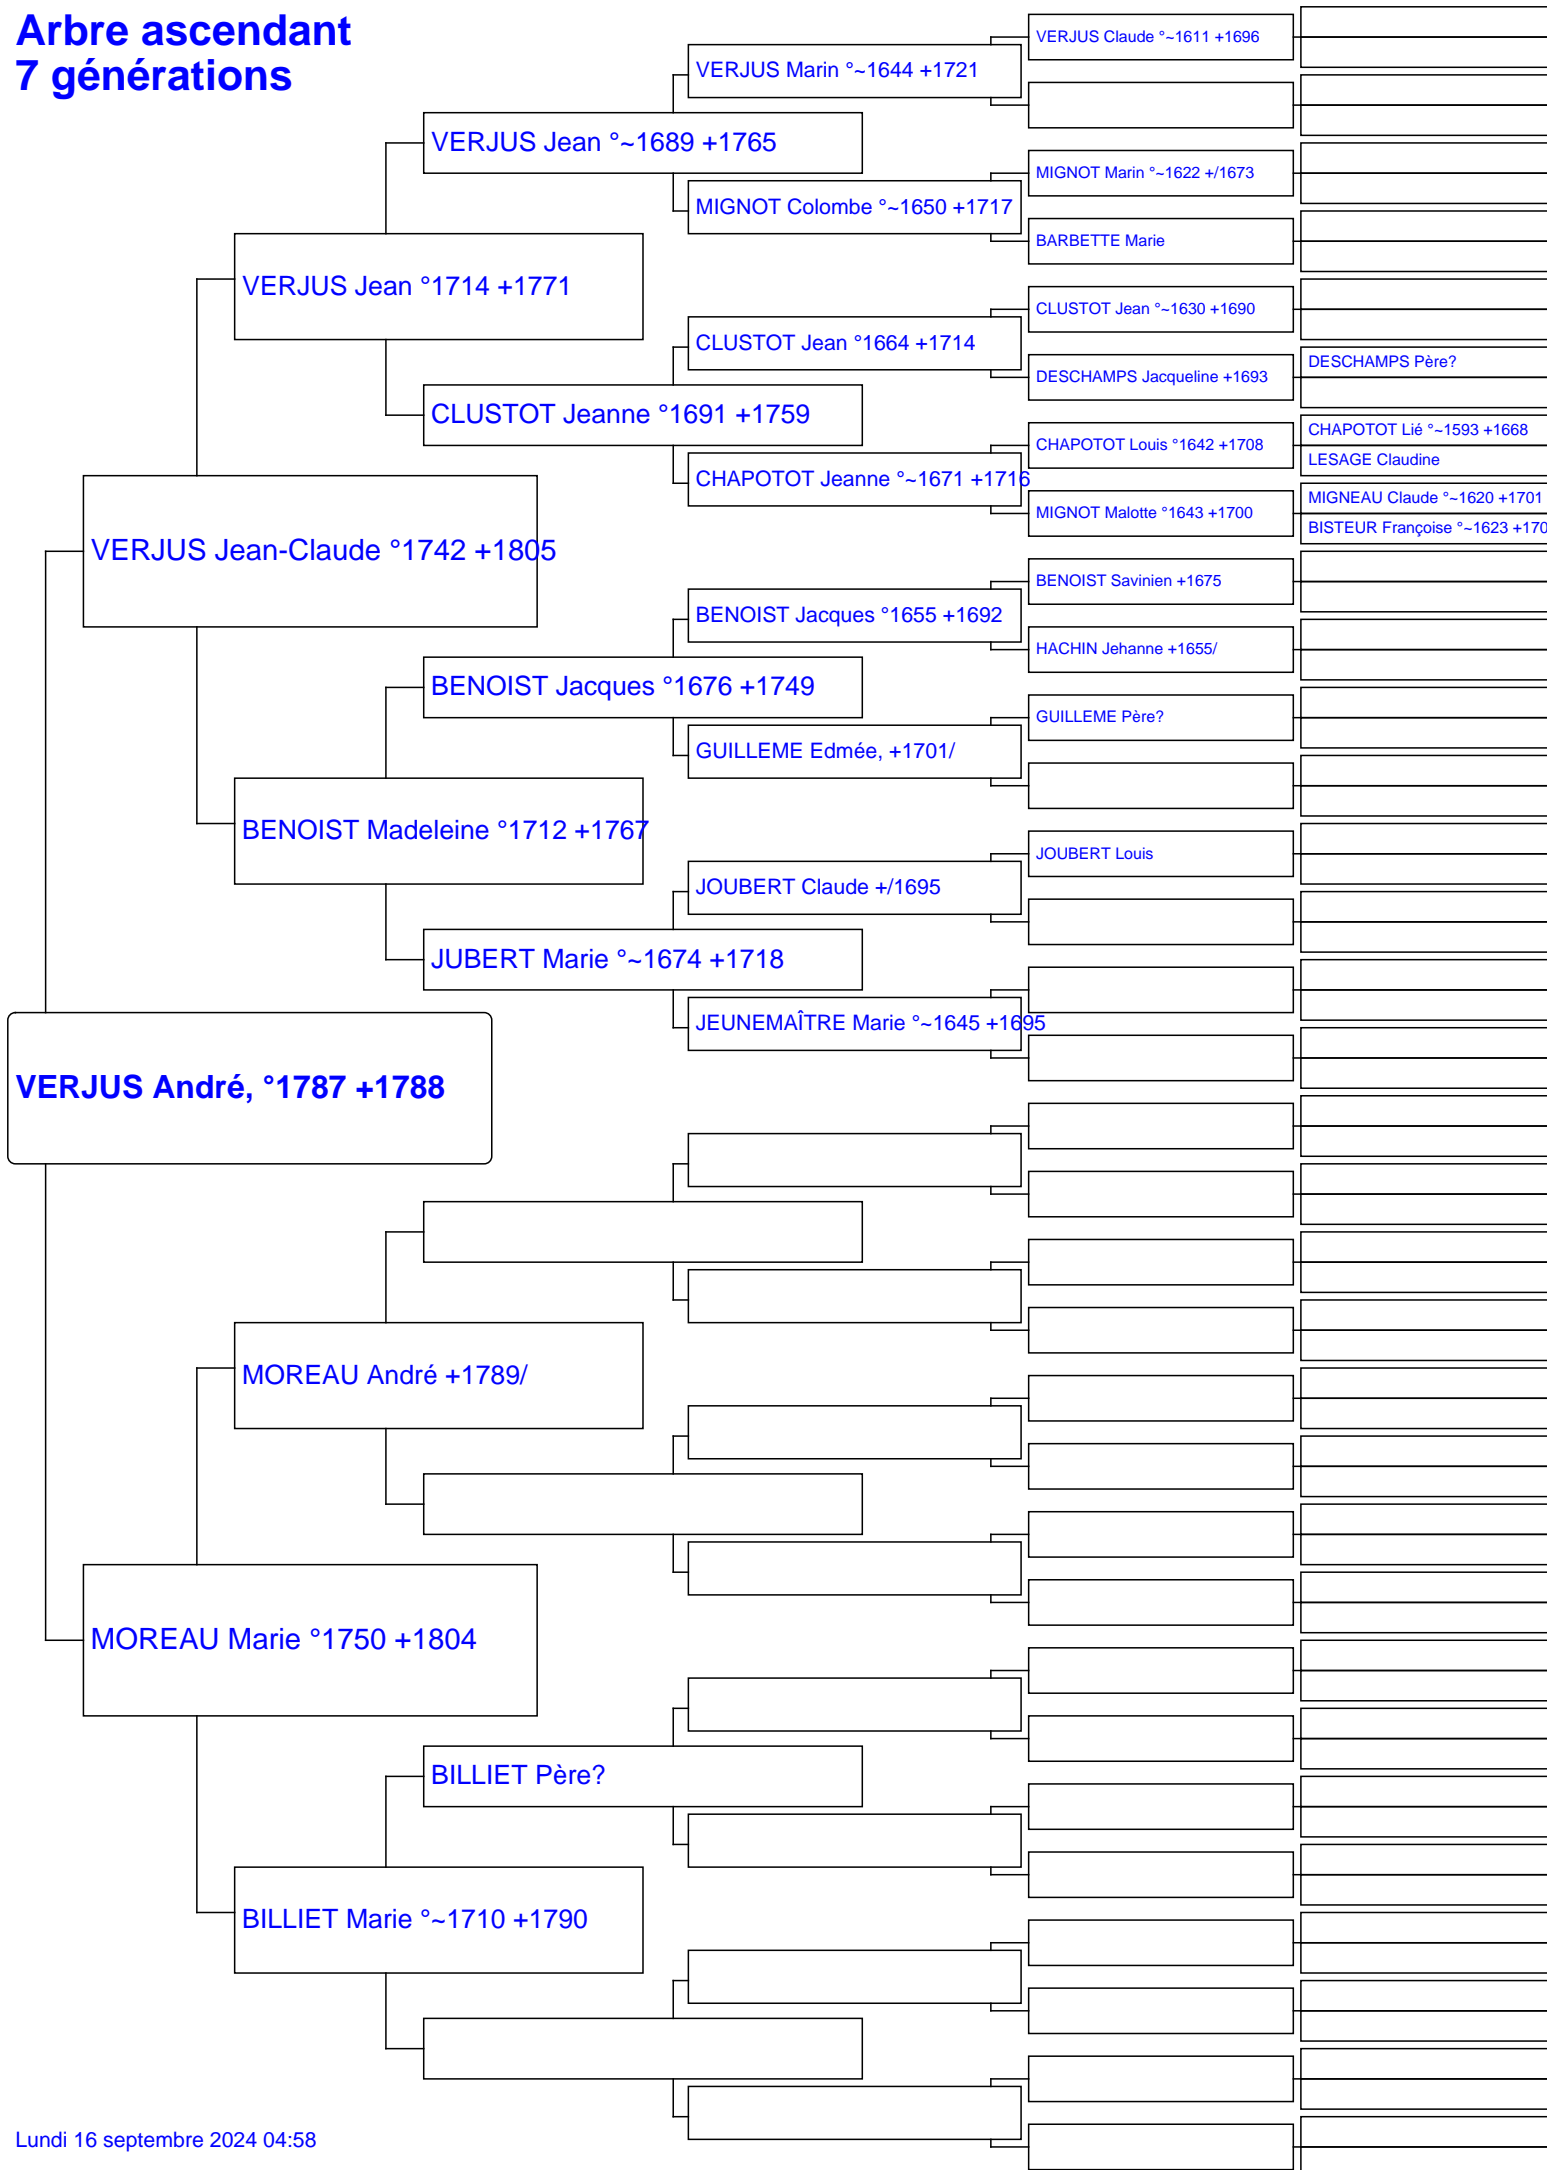 Arbre ascendant
7 générations
VERJUS Claude °~1611 +1696
VERJUS Marin °~1644 +1721
VERJUS Jean °~1689 +1765
MIGNOT Marin °~1622 +/1673
MIGNOT Colombe °~1650 +1717
BARBETTE Marie
VERJUS Jean °1714 +1771
CLUSTOT Jean °~1630 +1690
CLUSTOT Jean °1664 +1714
DESCHAMPS Père?
DESCHAMPS Jacqueline +1693
CLUSTOT Jeanne °1691 +1759
CHAPOTOT Lié °~1593 +1668
CHAPOTOT Louis °1642 +1708
LESAGE Claudine
CHAPOTOT Jeanne °~1671 +1716
MIGNEAU Claude °~1620 +1701
MIGNOT Malotte °1643 +1700
BISTEUR Françoise °~1623 +170
VERJUS Jean-Claude °1742 +1805
BENOIST Savinien +1675
BENOIST Jacques °1655 +1692
HACHIN Jehanne +1655/
BENOIST Jacques °1676 +1749
GUILLEME Père?
GUILLEME Edmée, +1701/
BENOIST Madeleine °1712 +1767
JOUBERT Louis
JOUBERT Claude +/1695
JUBERT Marie °~1674 +1718
JEUNEMAÎTRE Marie °~1645 +1695
VERJUS André, °1787 +1788
MOREAU André +1789/
MOREAU Marie °1750 +1804
BILLIET Père?
BILLIET Marie °~1710 +1790
Lundi 16 septembre 2024 04:58